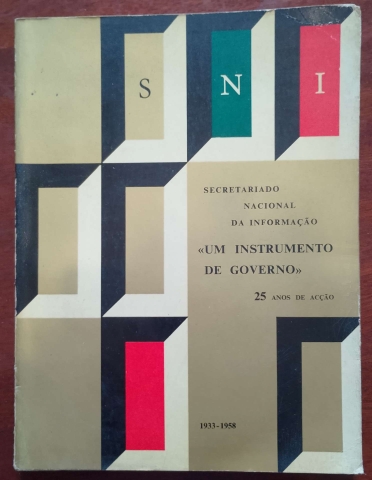 S N I
SECRETARIADO
NACIONAL
DA INFORMAÇÃO
«UM INSTRUMENTO
DE GOVERNO»
25 ANOS DE ACÇÃO
1933-1958